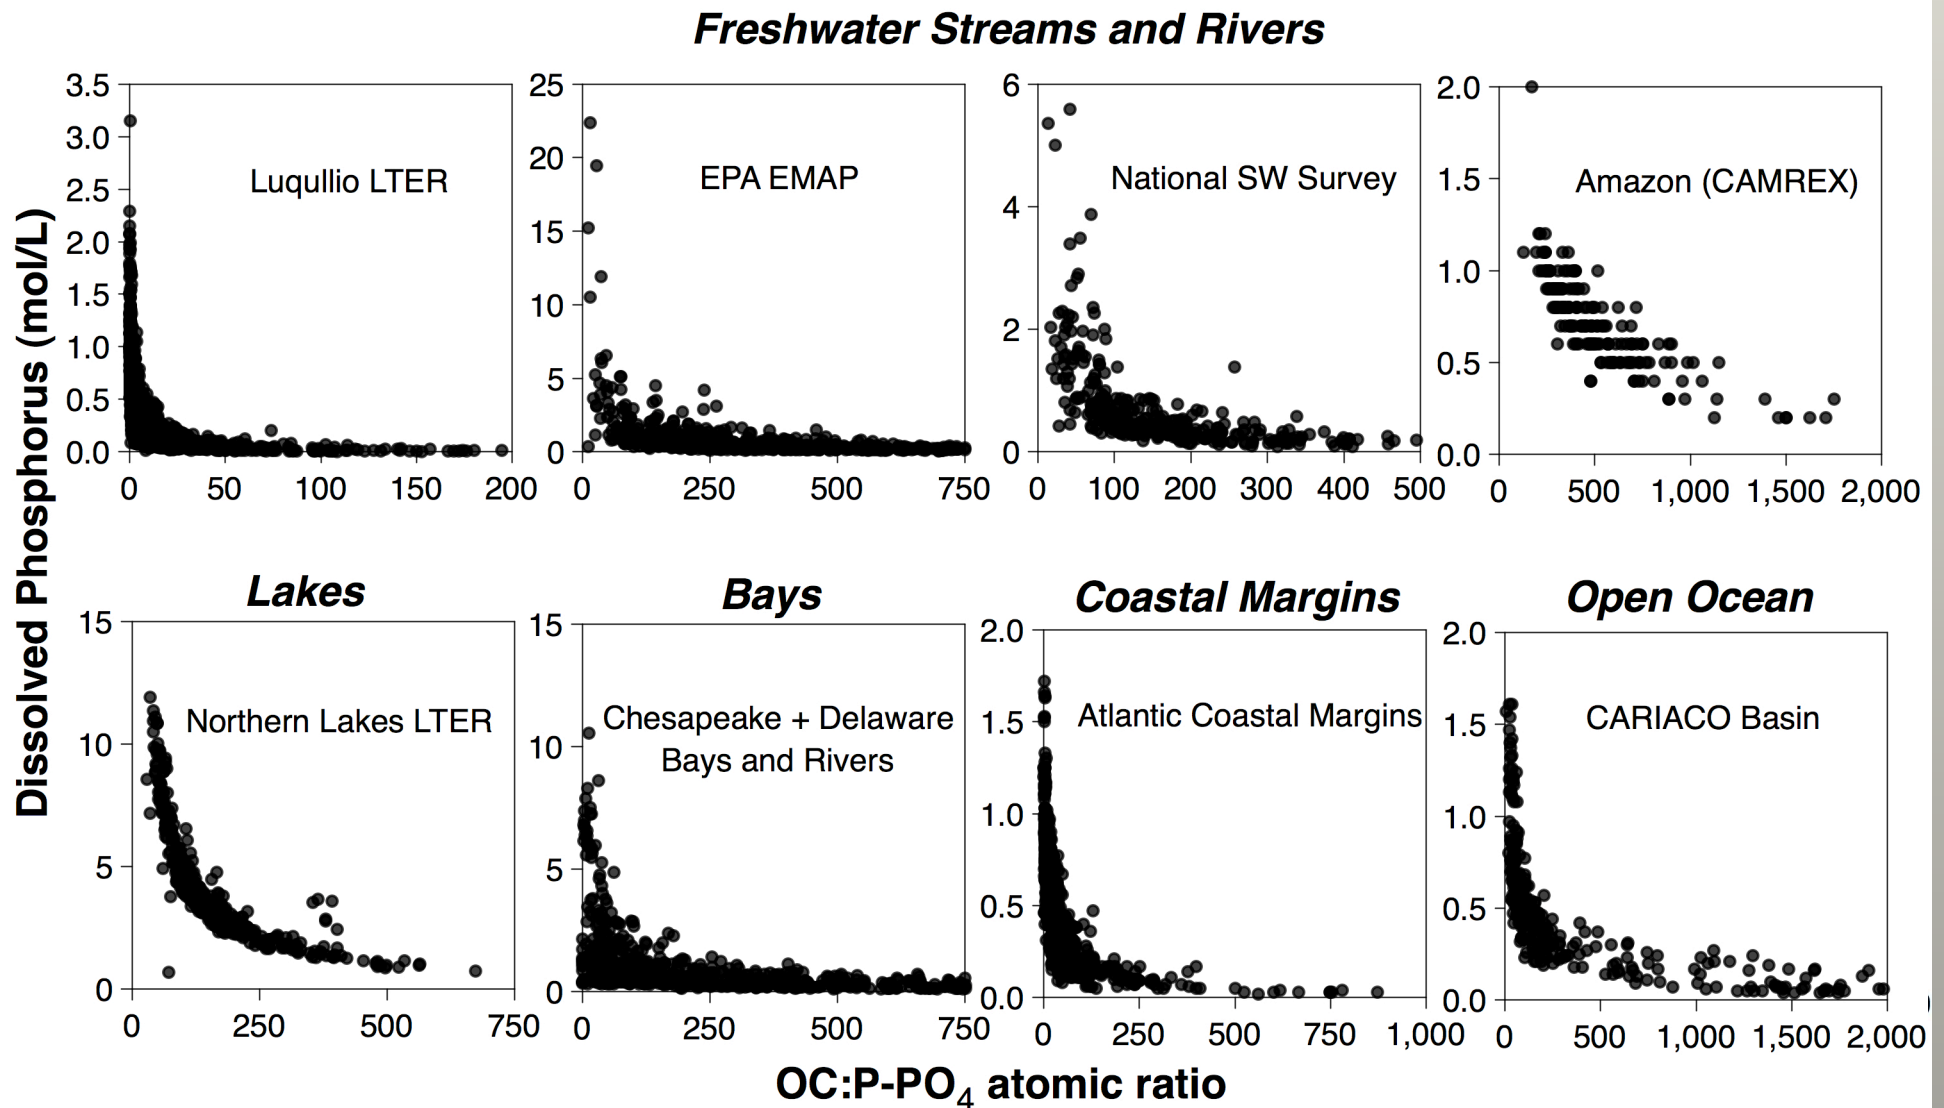 Freshwater Streams and Rivers
Dissolved Phosphorus (mol/L)
3.5
3.0
2.5
2.0
1.5
1.0
0.5
0.0
0 50 100 150 200
Luqullio LTER
25
20
15
10
5
0
0 250 500 750
EPA EMAP
6
4
2
0
0 100 200 300 400 500
National SW Survey
2.0
1.5
1.0
0.5
0.0
0 500 1,000 1,500 2,000
Amazon (CAMREX)
Lakes
15
10
5
0
0 250 500 750
Northern Lakes LTER
Bays
15
10
5
0
0 250 500 750
Chesapeake + Delaware
Bays and Rivers
Coastal Margins
2.0
1.5
1.0
0.5
0.0
0 250 500 750 1,000
Atlantic Coastal Margins
Open Ocean
2.0
1.5
1.0
0.5
0.0
0 500 1,000 1,500 2,000
CARIACO Basin
OC:P-PO4 atomic ratio